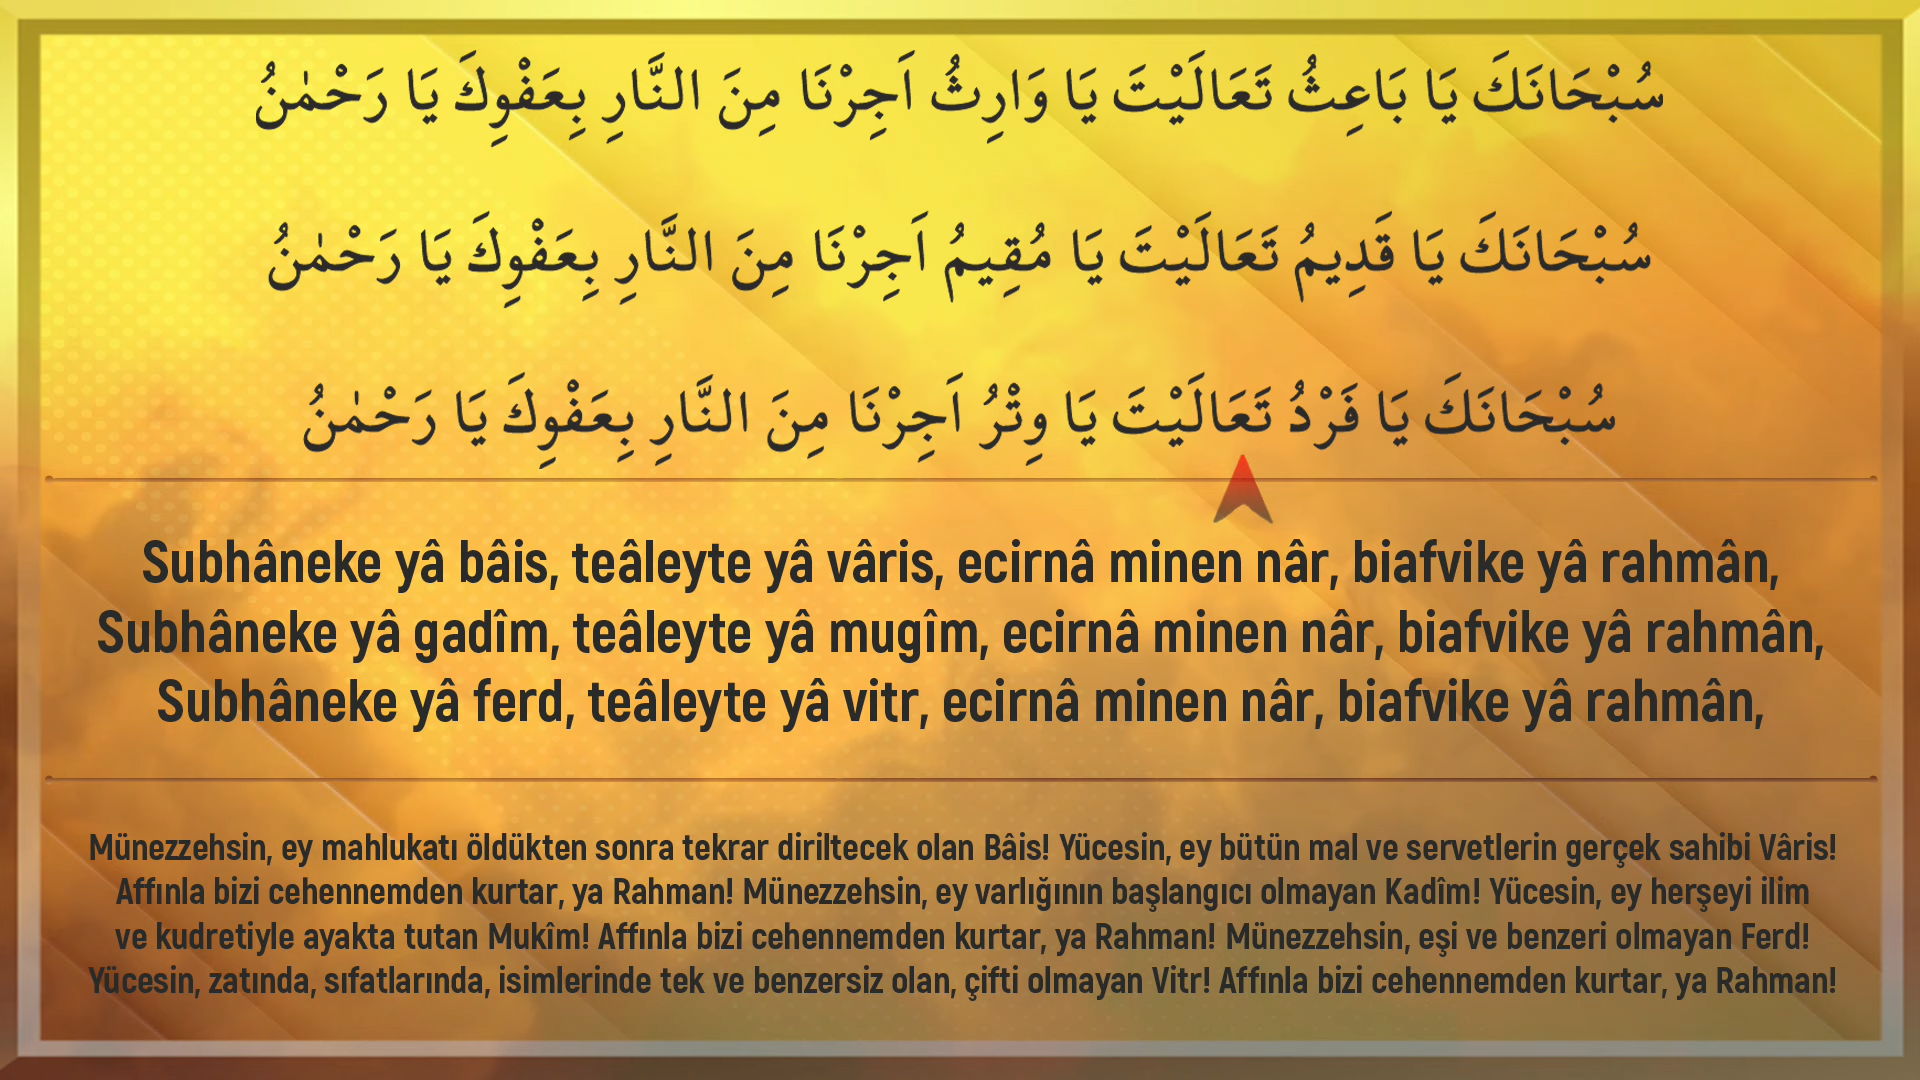 سُبْحَانَكَ يَا بَاعِثُ تَعَالَيْتَ يَا وَارِثُ اَجِرْنَا مِنَ النَّارِ بِعَفْوِكَ يَا رَحْمٰنُ
سُبْحَانَكَ يَا قَدِيمُ تَعَالَيْتَ يَا مُقِيمُ اَجِرْنَا مِنَ النَّارِ بِعَفْوِكَ يَا رَحْمٰنُ
سُبْحَانَكَ يَا فَرْدُ تَعَالَيْتَ يَا وِتْرُ اَجِرْنَا مِنَ النَّارِ بِعَفْوِكَ يَا رَحْمٰنُ
Subhâneke yâ bâis, teâleyte yâ vâris, ecirnâ minen nâr, biafvike yâ rahmân,
Subhâneke yâ gadîm, teâleyte yâ mugîm, ecirnâ minen nâr, biafvike yâ rahmân,
Subhâneke yâ ferd, teâleyte yâ vitr, ecirnâ minen nâr, biafvike yâ rahmân,
Münezzehsin, ey mahlukatı öldükten sonra tekrar diriltecek olan Bâis! Yücesin, ey bütün mal ve servetlerin gerçek sahibi Vâris!
Affınla bizi cehennemden kurtar, ya Rahman! Münezzehsin, ey varlığının başlangıcı olmayan Kadîm! Yücesin, ey herşeyi ilim
ve kudretiyle ayakta tutan Mukîm! Affınla bizi cehennemden kurtar, ya Rahman! Münezzehsin, eşi ve benzeri olmayan Ferd!
Yücesin, zatında, sıfatlarında, isimlerinde tek ve benzersiz olan, çifti olmayan Vitr! Affınla bizi cehennemden kurtar, ya Rahman!